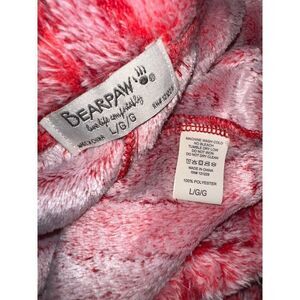 BEARPAW
live life comfortably
L/G/G
MADE IN CHINA
MACHINE WASH COLD
NO BLEACH
TUMBLE DRY LOW
DO NOT IRON
DO NOT DRY CLEAN
MADE IN CHINA
100% POLYESTER
L/G/G